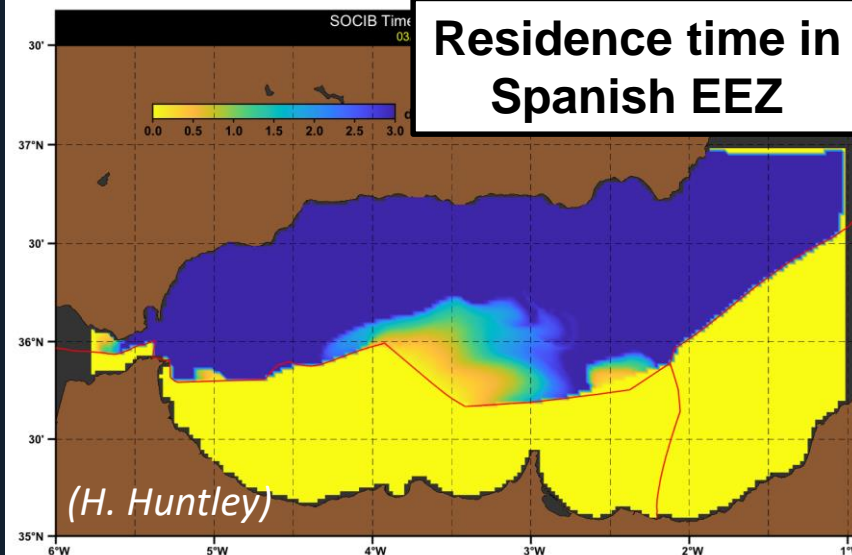 SOCIB Time
03.
Residence time in
Spanish EEZ
0.0 0.5 1.0 1.5 2.0 2.5 3.0 d
30'
37°N
30'
36°N
30'
35°N
(H. Huntley)
6°W 5°W 4°W 3°W 2°W 1°